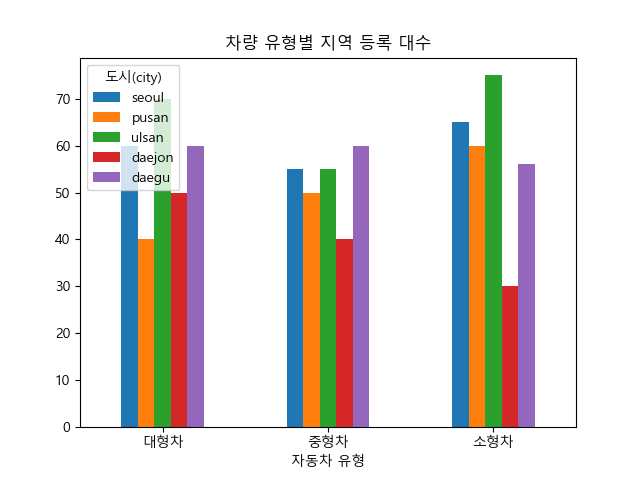 차량 유형별 지역 등록 대수
도시(city)
seoul
pusan
ulsan
daejon
daegu
70
60
50
40
30
20
10
0
대형차 중형차 소형차
자동차 유형